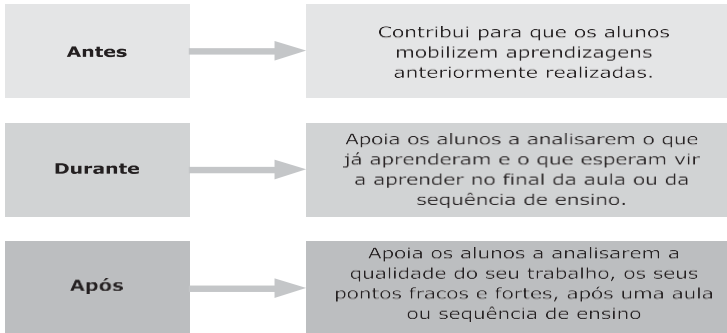 Antes
Contribui para que os alunos
mobilizem aprendizagens
anteriormente realizadas.
Durante
Apoia os alunos a analisarem o que
já aprenderam e o que esperam vir
a aprender no final da aula ou da
sequência de ensino.
Após
Apoia os alunos a analisarem a
qualidade do seu trabalho, os seus
pontos fracos e fortes, após uma aula
ou sequência de ensino